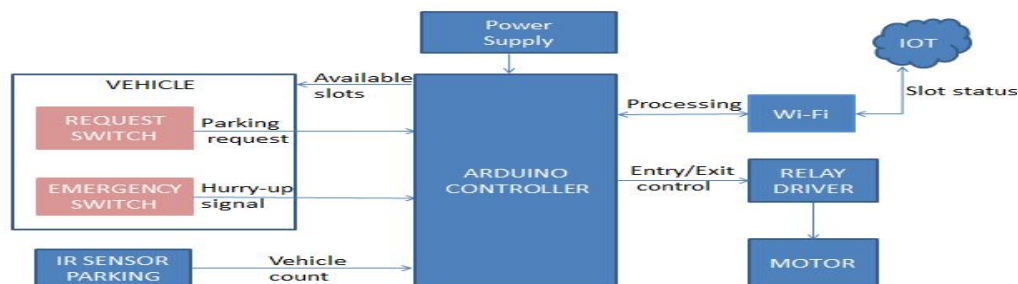 Power
Supply
IOT
VEHICLE
Available
slots
Slot status
REQUEST
SWITCH
Parking
request
Processing
Wi-Fi
ARDUINO
CONTROLLER
EMERGENCY
SWITCH
Hurry-up
signal
Entry/Exit
control
RELAY
DRIVER
IR SENSOR
PARKING
Vehicle
count
MOTOR